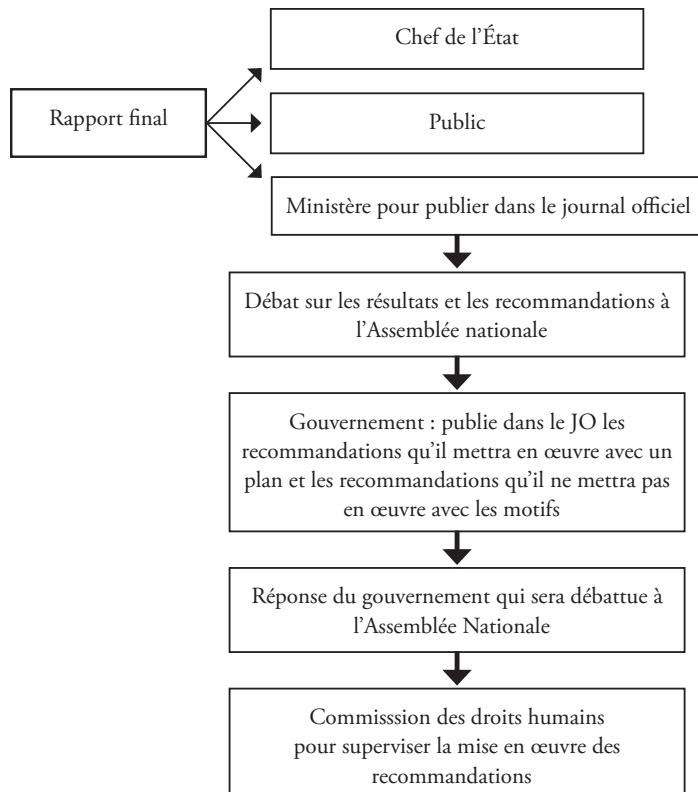 Chef de l'État
Rapport final
Public
Ministère pour publier dans le journal officiel
Débat sur les résultats et les recommandations à
l'Assemblée nationale
Gouvernement : publie dans le JO les
recommandations qu'il mettra en œuvre avec un
plan et les recommandations qu'il ne mettra pas
en œuvre avec les motifs
Réponse du gouvernement qui sera débattue à
l'Assemblée Nationale
Commisssion des droits humains
pour superviser la mise en œuvre des
recommandations